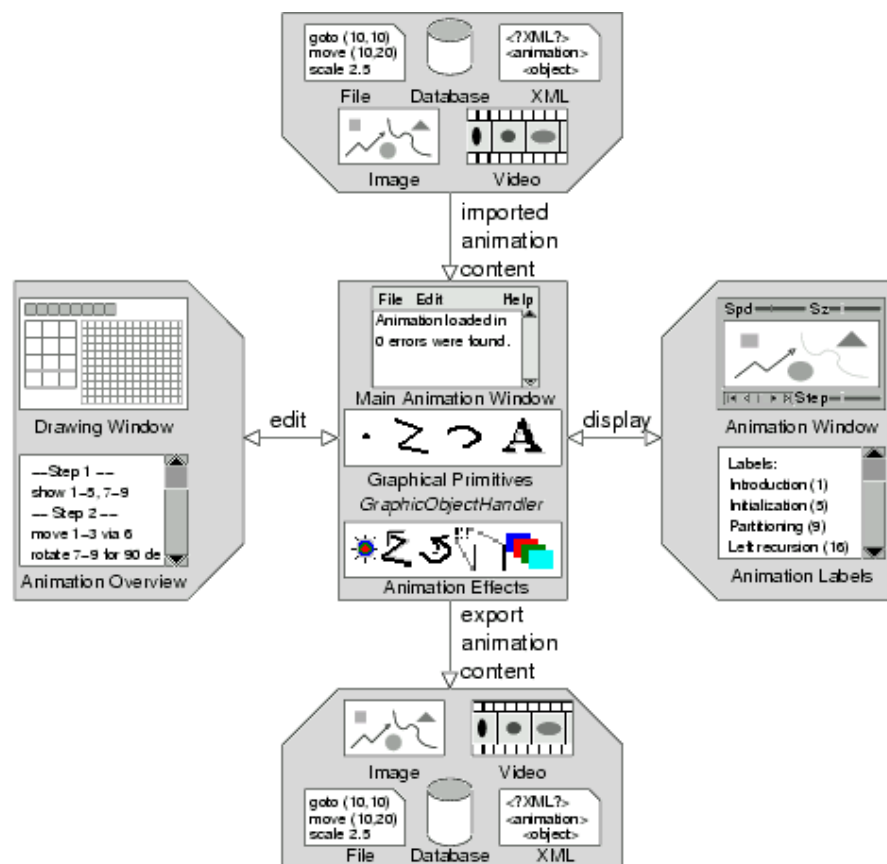 goto (10,10)
move (10,20)
scale 2.5
<?XML?>
<animation>
<object>
File Database XML
Image Video
imported
animation
content
Drawing Window
--Step 1 --
show 1-5, 7-9
-- Step 2 --
move 1-3 via 6
rotate 7-9 for 90 de
Animation Overview
edit
File Edit Help
Animation loaded in
0 errors were found.
Main Animation Window
A
Graphical Primitives
GraphicObjectHandler
Animation Effects
display
Spd Sz
Step
Animation Window
Labels:
Introduction (1)
Initialization (5)
Partitioning (9)
Left recursion (16)
Animation Labels
export
animation
content
Image Video
goto (10,10)
move (10,20)
scale 2.5
<?XML?>
<animation>
<object>
File Database XML